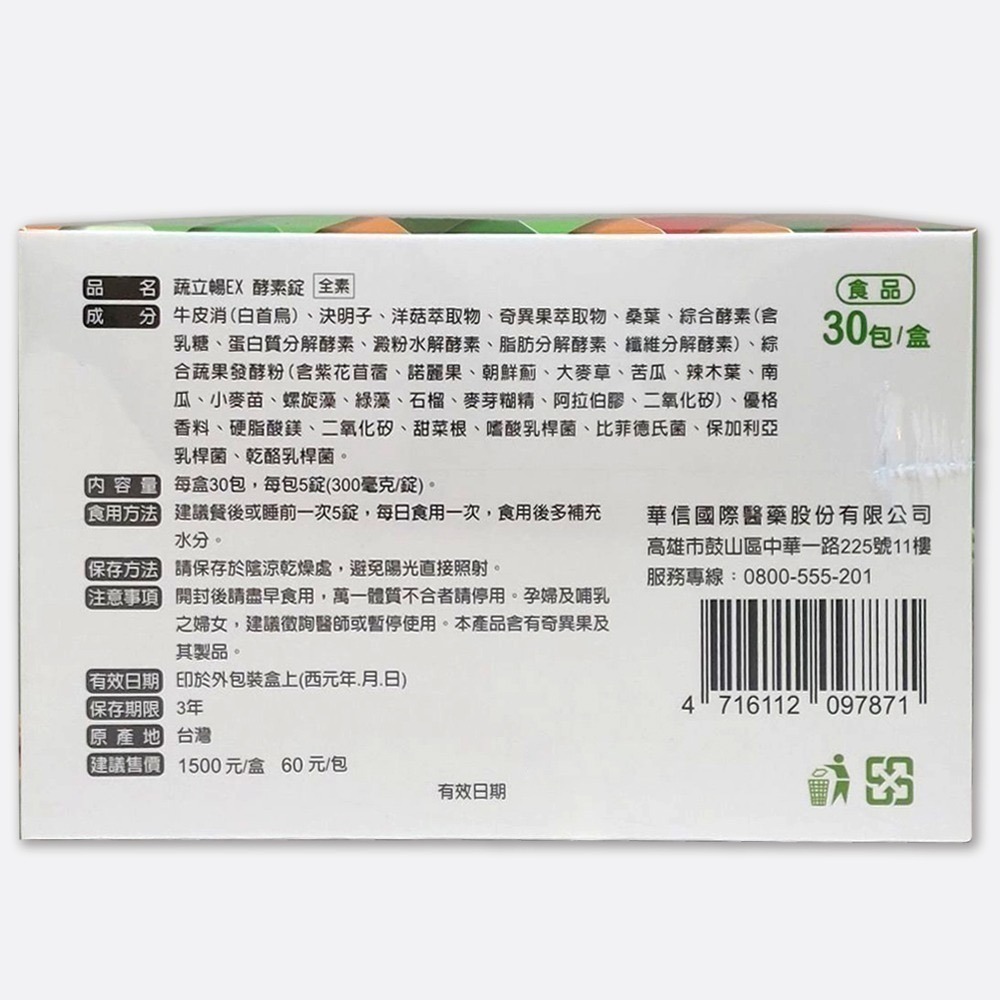 品名 蔬立暢EX 酵素錠 全素
成分 牛皮消(白首烏)、決明子、洋菇萃取物、奇異果萃取物、桑葉、綜合酵素(含
乳糖、蛋白質分解酵素、澱粉水解酵素、脂肪分解酵素、纖維分解酵素)、綜
合蔬果發酵粉(含紫花苜蓿、諾麗果、朝鮮薊、大麥草、苦瓜、辣木葉、南
瓜、小麥苗、螺旋藻、綠藻、石榴、麥芽糊精、阿拉伯膠、二氧化矽)、優格
香料、硬脂酸鎂、二氧化矽、甜菜根、嗜酸乳桿菌、比菲德氏菌、保加利亞
乳桿菌、乾酪乳桿菌。
內容量 每盒30包，每包5錠(300毫克/錠)。
食用方法 建議餐後或睡前一次5錠，每日食用一次，食用後多補充
水分。
保存方法 請保存於陰涼乾燥處，避免陽光直接照射。
注意事項 開封後請盡早食用，萬一體質不合者請停用。孕婦及哺乳
之婦女，建議徵詢醫師或暫停使用。本產品含有奇異果及
其製品。
有效日期 印於外包裝盒上(西元年.月.日)
保存期限 3年
原產地 台灣
建議售價 1500元/盒 60元/包
有效日期
食品
30包/盒
華信國際醫藥股份有限公司
高雄市鼓山區中華一路225號11樓
服務專線：0800-555-201
4 716112 097871